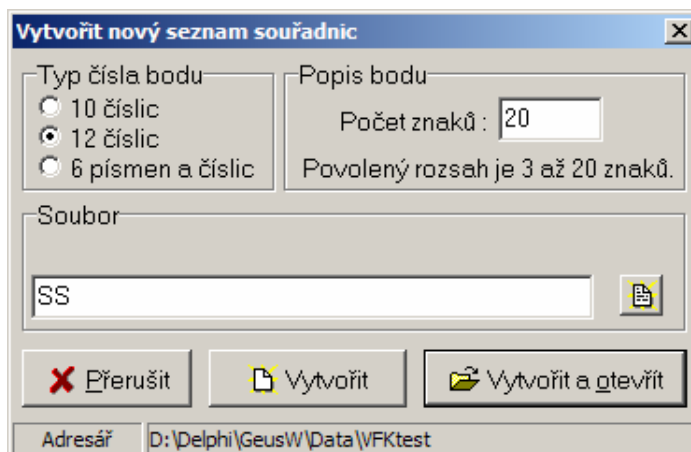 Vytvořit nový seznam souřadnic
Typ čísla bodu
10 číslic
12 číslic
6 písmen a číslic
Popis bodu
Počet znaků : 20
Povolený rozsah je 3 až 20 znaků.
Soubor
SS
Přerušit
Vytvořit
Vytvořit a otevřít
Adresář D:\Delphi\GeusW\Data\VFKtest